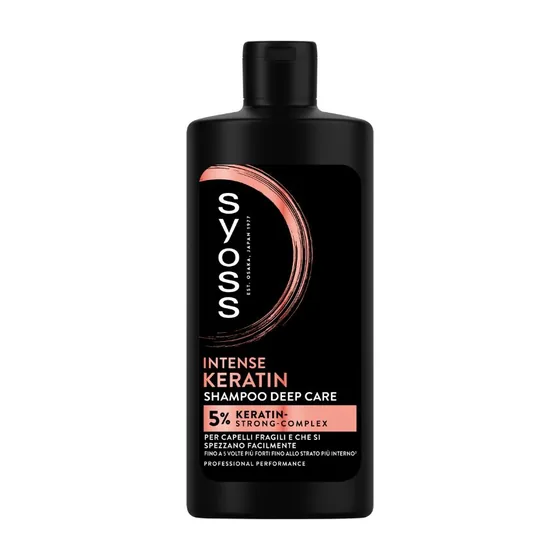 syoss
EST. OSAKA, JAPAN 1977
INTENSE
KERATIN
SHAMPOO DEEP CARE
5% KERATIN-
STRONG-COMPLEX
PER CAPELLI FRAGILI E CHE SI
SPEZZANO FACILMENTE
FINO A 5 VOLTE PIÙ FORTI FINO ALLO STRATO PIÙ INTERNO*
PROFESSIONAL PERFORMANCE